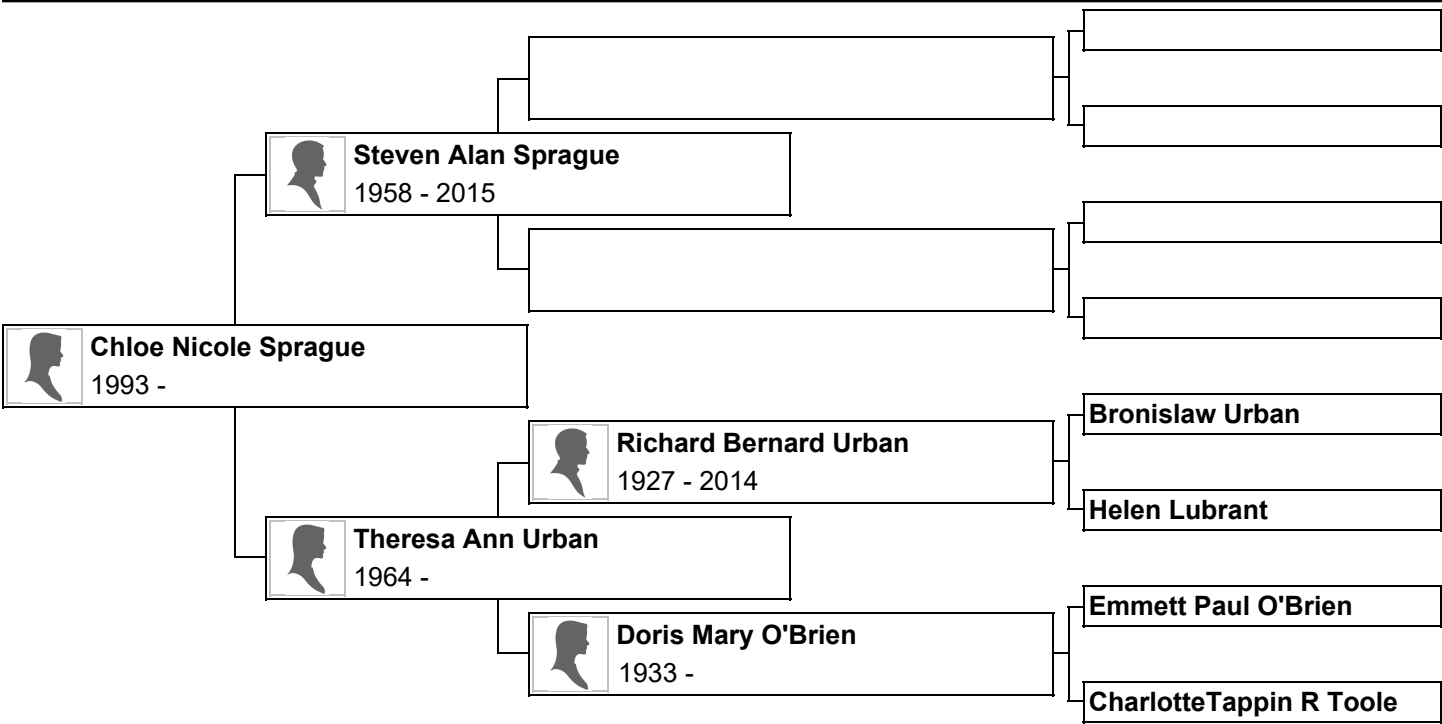 Steven Alan Sprague
1958 - 2015
Chloe Nicole Sprague
1993 -
Richard Bernard Urban
1927 - 2014
Theresa Ann Urban
1964 -
Doris Mary O'Brien
1933 -
Bronislaw Urban
Helen Lubrant
Emmett Paul O'Brien
CharlotteTappin R Toole